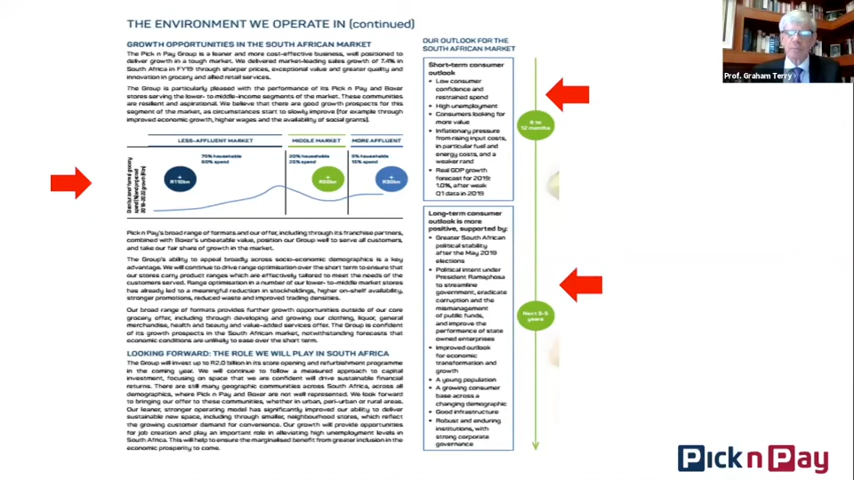 THE ENVIRONMENT WE OPERATE IN (continued)
GROWTH OPPORTUNITIES IN THE SOUTH AFRICAN MARKET
The Pick n Pay Group is a leaner and more cost-effective business, well positioned to
deliver growth in a tough market. We delivered market-leading sales growth of 7.4% in
South Africa in FY19 through sharper prices, exceptional value and greater quality and
innovation in grocery and allied retail services.
The Group is particularly pleased with the performance of its Pick n Pay and Boxer
stores serving the lower- to middle-income segments of the market. These communities
are resilient and aspirational. We believe that there are good growth prospects for this
segment of the market, as circumstances start to slowly improve (for example through
improved economic growth, higher wages and the availability of social grants).
LESS-AFFLUENT MARKET
MIDDLE MARKET
MORE AFFLUENT
75% households
60% spend
20% households
25% spend
5% households
15% spend
Pick n Pay's broad range of formats and our offer, including through its franchise partners,
combined with Boxer's unbeatable value, position our Group well to serve all customers,
and take our fair share of growth in the market.
The Group's ability to appeal broadly across socio-economic demographics is a key
advantage. We will continue to drive range optimisation over the short term to ensure that
our stores carry product ranges which are effectively tailored to meet the needs of the
customers served. Range optimisation in a number of our lower-to-middle-market stores
has already led to a meaningful reduction in stockholdings, higher on-shelf availability,
stronger promotions, reduced waste and improved trading densities.
Our broad range of formats provides further growth opportunities outside of our core
grocery offer, including through developing and growing our clothing, liquor, general
merchandise, health and beauty and value-added services offer. The Group is confident
of its growth prospects in the South African market, notwithstanding forecasts that
economic conditions are unlikely to ease over the short term.
LOOKING FORWARD: THE ROLE WE WILL PLAY IN SOUTH AFRICA
The Group will invest up to R2.0 billion in its store opening and refurbishment programme
in the coming year. We will continue to follow a measured approach to capital
investment, focusing on space that we are confident will drive sustainable financial
returns. There are still many geographic communities across South Africa, across all
demographics, where Pick n Pay and Boxer are not well represented. We look forward
to bringing our offer to these communities, whether in urban, peri-urban or rural areas.
Our leaner, stronger operating model has significantly improved our ability to deliver
sustainable new space, including through smaller, neighbourhood stores, which reflect
the growing customer demand for convenience. Our growth will provide opportunities
for job creation and play an important role in alleviating high unemployment levels in
South Africa. This will help to ensure the marginalised benefit from greater inclusion in the
economic prosperity to come.
OUR OUTLOOK FOR THE
SOUTH AFRICAN MARKET
Short-term consumer
outlook
• Low consumer
confidence and
restrained spend
• High unemployment
• Consumers looking for
more value
• Inflationary pressure
from rising input costs,
in particular fuel and
energy costs, and a
weaker rand
• Real GDP growth
forecast for 2019:
1.0%, after weak
Q1 data in 2019
Long-term consumer
outlook is more
positive, supported by:
• Greater South African
political stability
after the May 2019
elections
• Political intent under
President Ramaphosa
to streamline
government, eradicate
corruption and the
mismanagement
of public funds,
and improve the
performance of state
owned enterprises
• Improved outlook
for economic
transformation and
growth
• A young population
• A growing consumer
base across a
changing demographic
• Good infrastructure
• Robust and enduring
institutions, with
strong corporate
governance
12 months
Next 3-5
years
Prof. Graham Terry
Pick n Pay